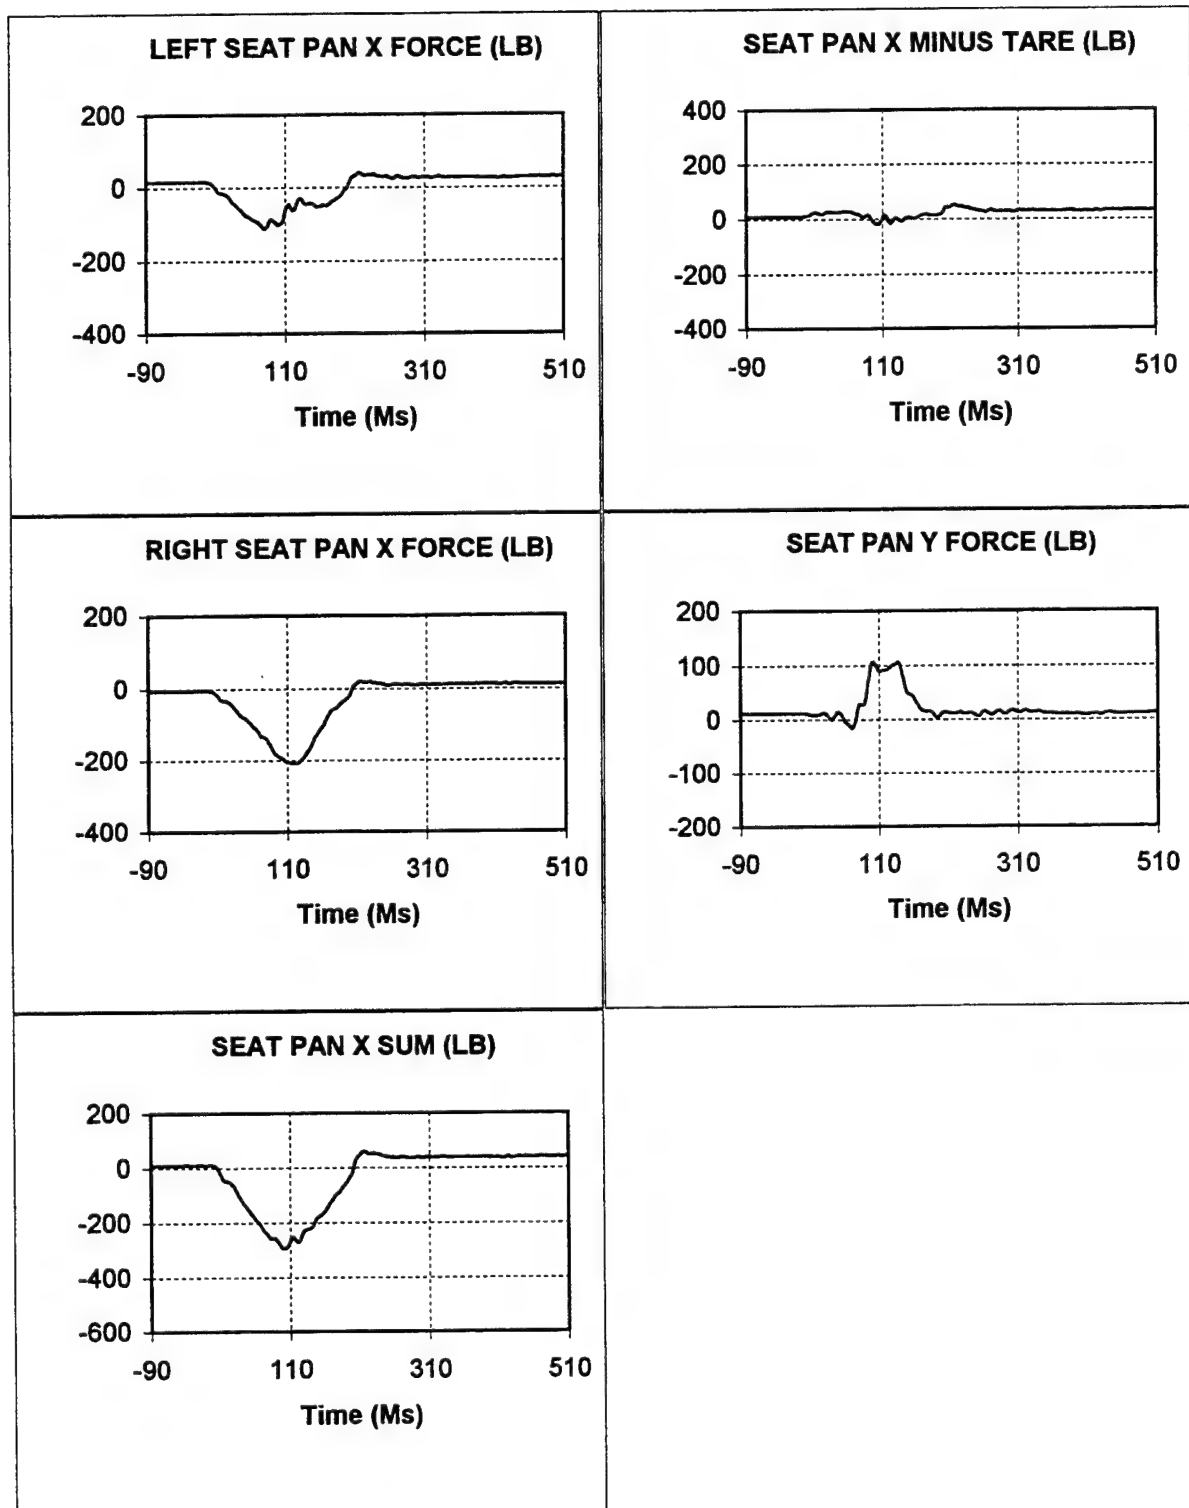 LEFT SEAT PAN X FORCE (LB)
200
0
-200
-400
-90 110 310 510
Time (Ms)
SEAT PAN X MINUS TARE (LB)
400
200
0
-200
-400
-90 110 310 510
Time (Ms)
RIGHT SEAT PAN X FORCE (LB)
200
0
-200
-400
-90 110 310 510
Time (Ms)
SEAT PAN Y FORCE (LB)
200
100
0
-100
-200
-90 110 310 510
Time (Ms)
SEAT PAN X SUM (LB)
200
0
-200
-400
-600
-90 110 310 510
Time (Ms)